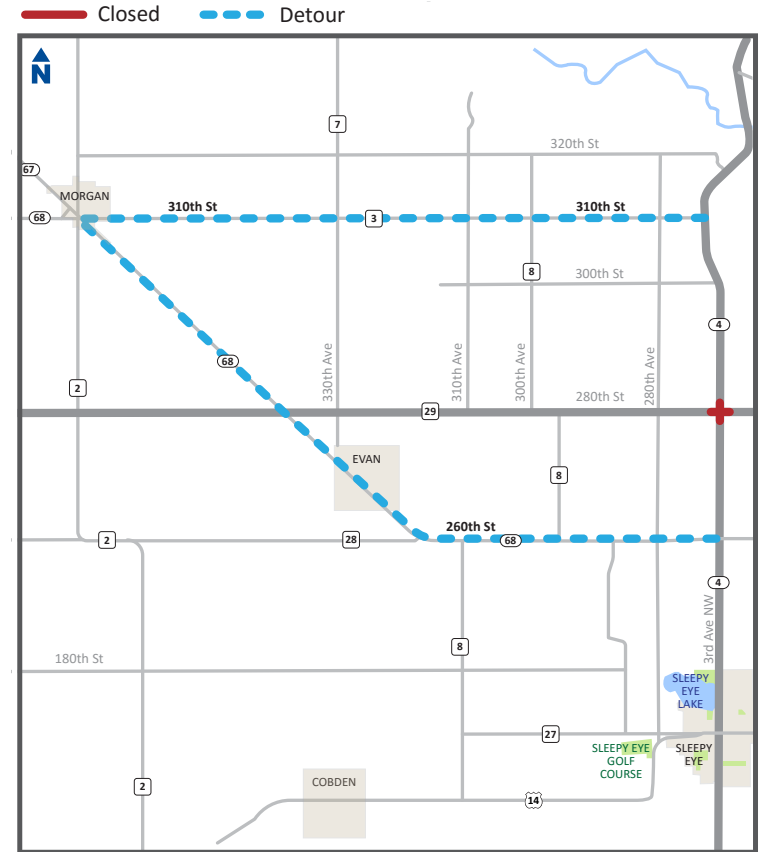 Closed
Detour
N
7
320th St
67
MORGAN
68
310th St
3
310th St
8
300th St
4
68
330th Ave
310th Ave
300th Ave
280th Ave
2
29
280th St
EVAN
8
260th St
2
28
68
4
3rd Ave NW
8
180th St
SLEEPY
EYE
LAKE
27
SLEEPY EYE
GOLF
COURSE
SLEEPY
EYE
2
COBDEN
14